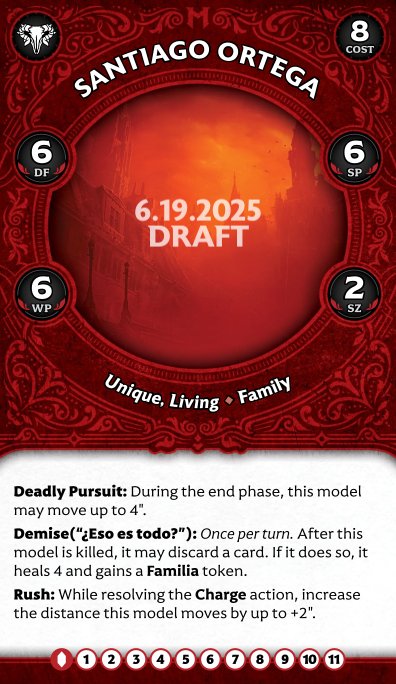 8
COST
SANTIAGO ORTEGA
6
DF
6
SP
6.19.2025
DRAFT
6
WP
2
SZ
Unique, Living • Family
Deadly Pursuit: During the end phase, this model
may move up to 4".
Demise(“¿Eso es todo?”): Once per turn. After this
model is killed, it may discard a card. If it does so, it
heals 4 and gains a Familia token.
Rush: While resolving the Charge action, increase
the distance this model moves by up to +2".
1 2 3 4 5 6 7 8 9 10 11